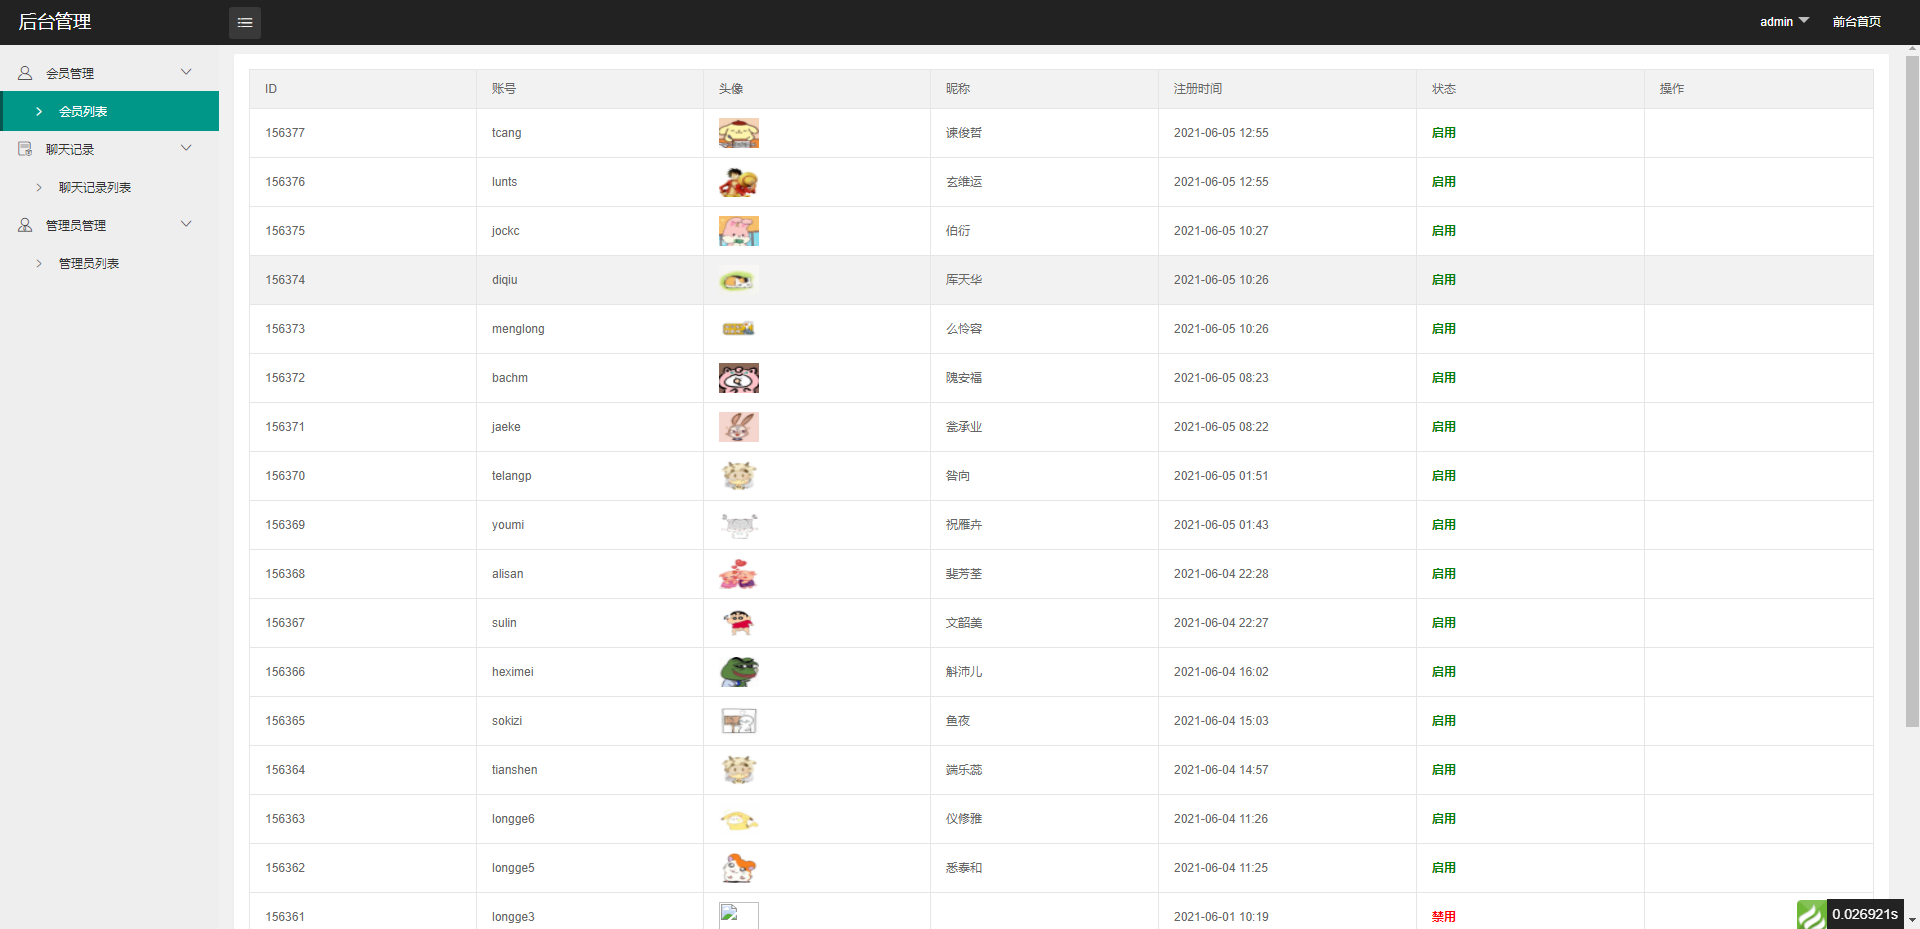 后台管理
admin 前台首页
会员管理
会员列表
聊天记录
聊天记录列表
管理员管理
管理员列表
ID 账号 头像 昵称 注册时间 状态 操作
156377 tcang 谏俊哲 2021-06-05 12:55 启用
156376 lunts 玄维运 2021-06-05 12:55 启用
156375 jockc 伯衍 2021-06-05 10:27 启用
156374 diqiu 厍天华 2021-06-05 10:26 启用
156373 menglong 么怜容 2021-06-05 10:26 启用
156372 bachm 隗安福 2021-06-05 08:23 启用
156371 jaeke 瓮承业 2021-06-05 08:22 启用
156370 telangp 昝向 2021-06-05 01:51 启用
156369 youmi 祝雁卉 2021-06-05 01:43 启用
156368 alisan 斐芳荃 2021-06-04 22:28 启用
156367 sulin 文韶美 2021-06-04 22:27 启用
156366 heximei 斛沛儿 2021-06-04 16:02 启用
156365 sokizi 鱼夜 2021-06-04 15:03 启用
156364 tianshen 端乐蕊 2021-06-04 14:57 启用
156363 longge6 仪修雅 2021-06-04 11:26 启用
156362 longge5 悉泰和 2021-06-04 11:25 启用
156361 longge3 2021-06-01 10:19 禁用
0.026921s